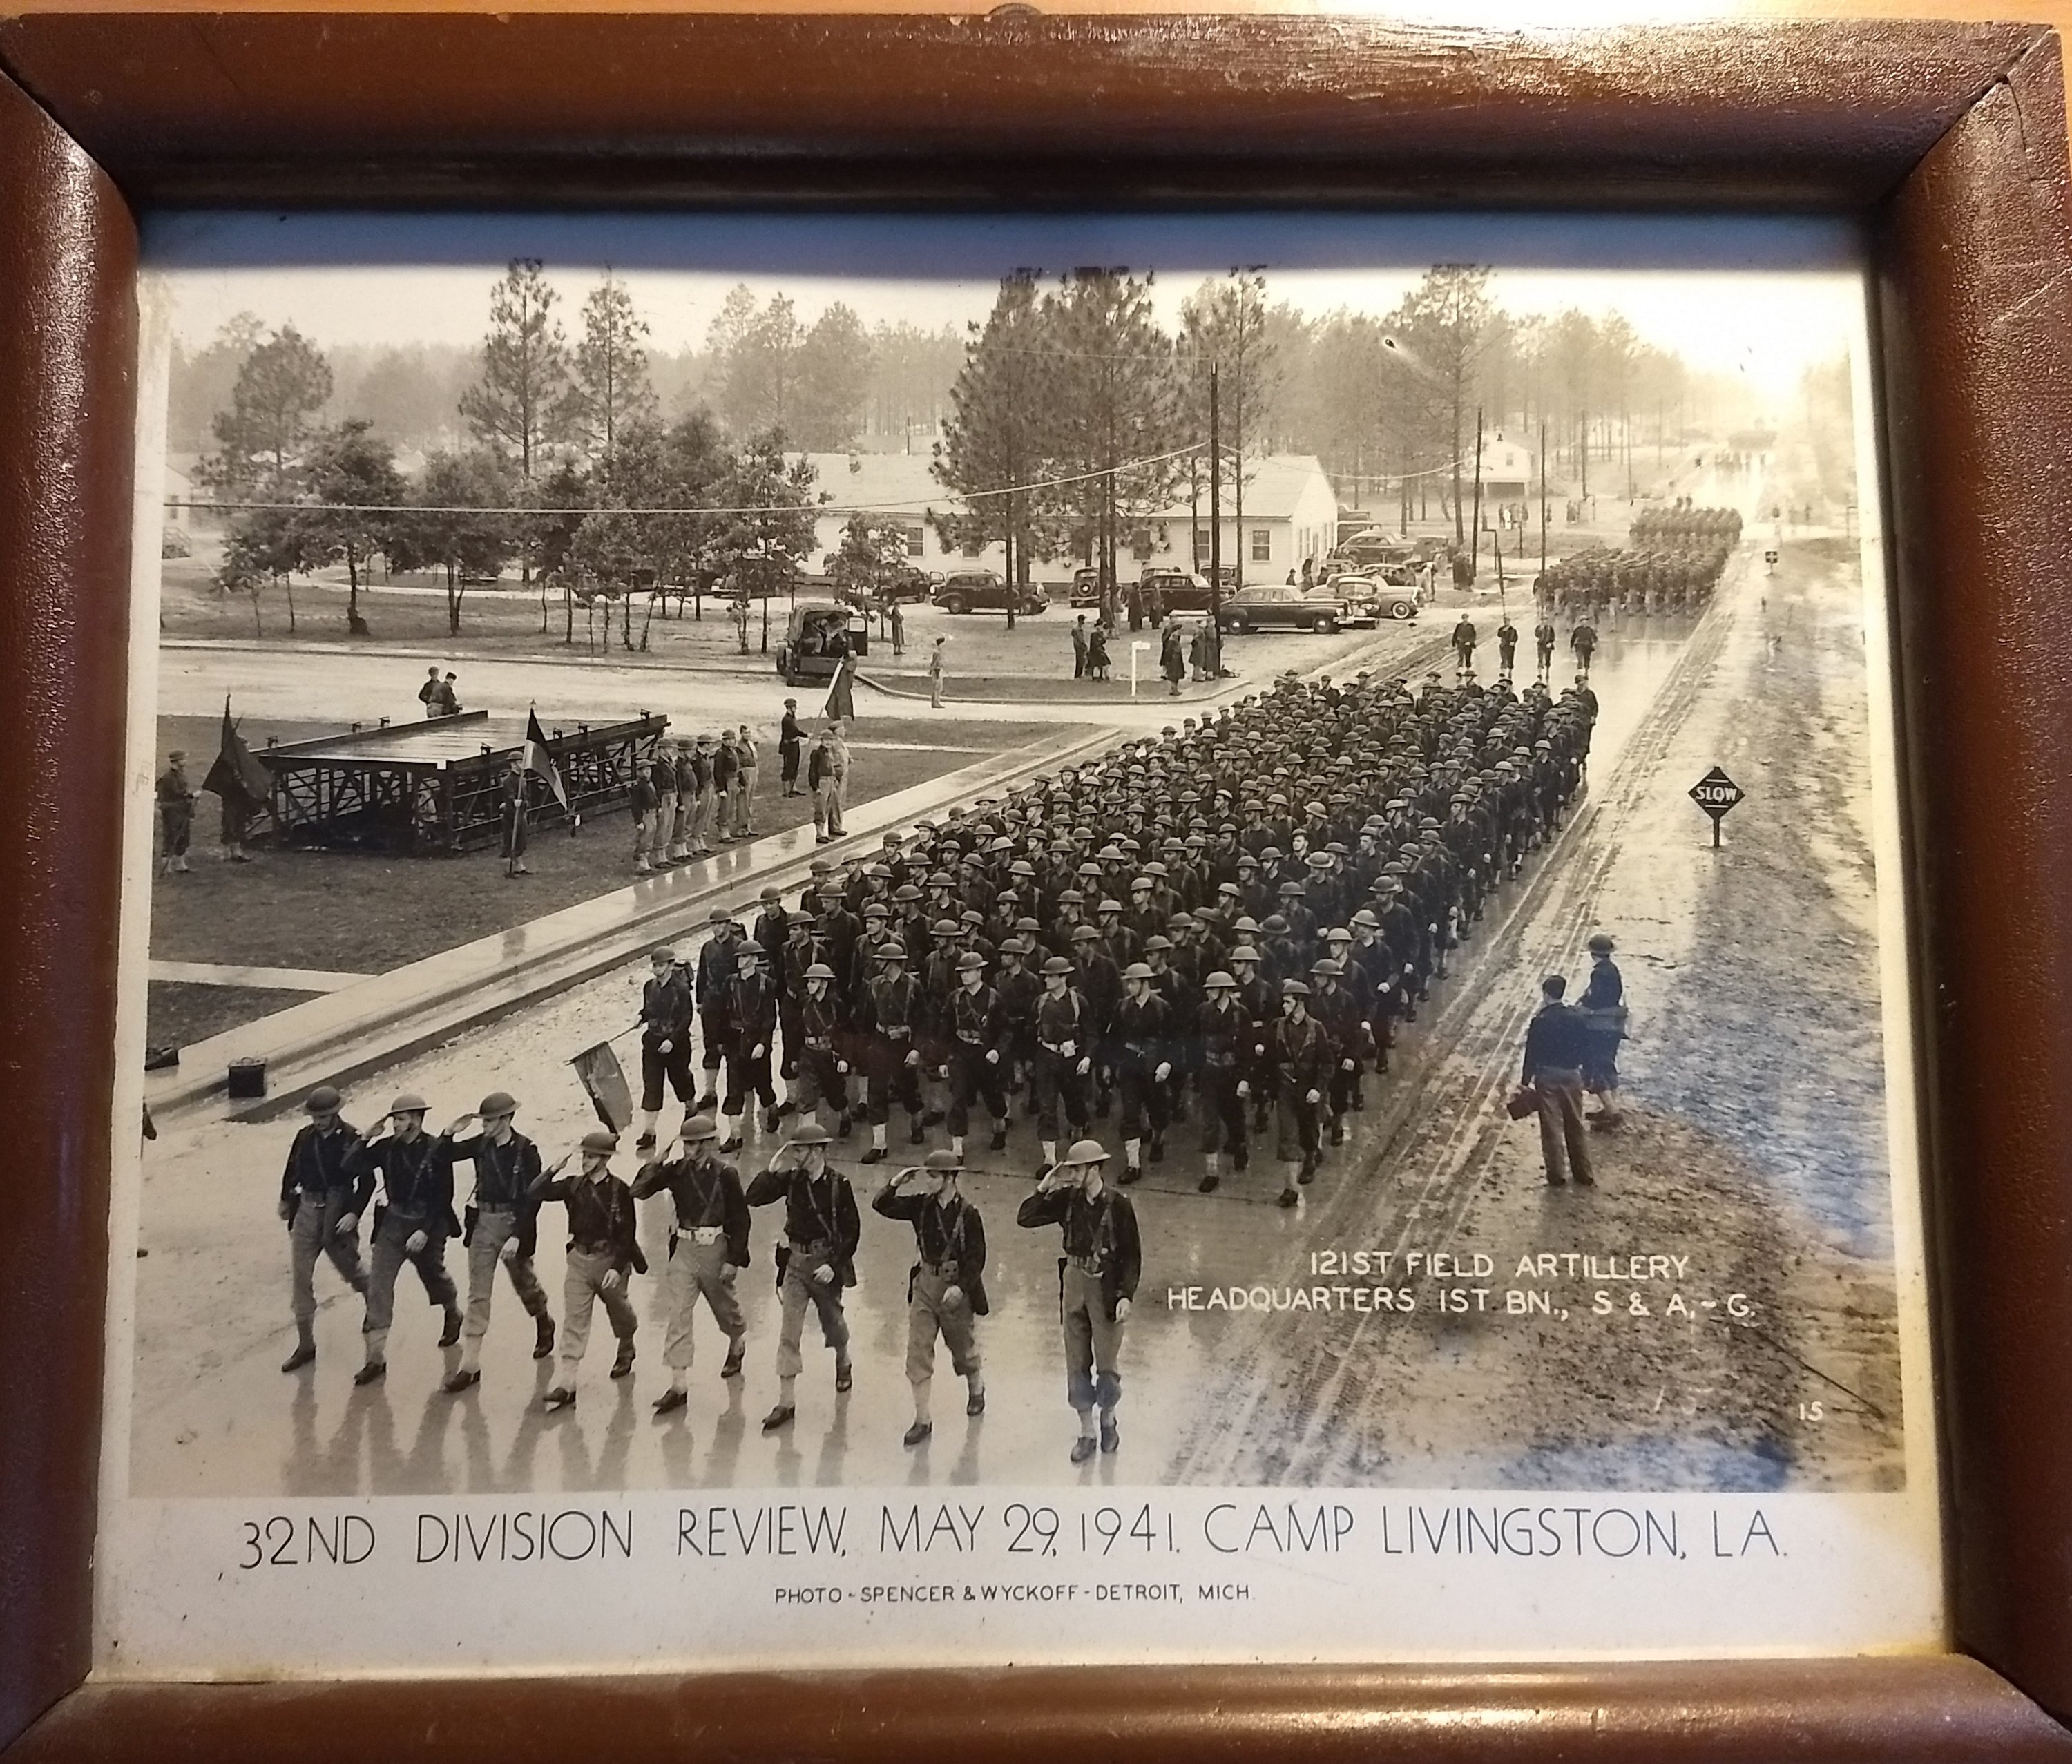 SLOW
121ST FIELD ARTILLERY
HEADQUARTERS 1ST BN., S & A,- G.
15
32ND DIVISION REVIEW, MAY 29, 1941. CAMP LIVINGSTON, LA.
PHOTO - SPENCER & WYCKOFF - DETROIT, MICH.